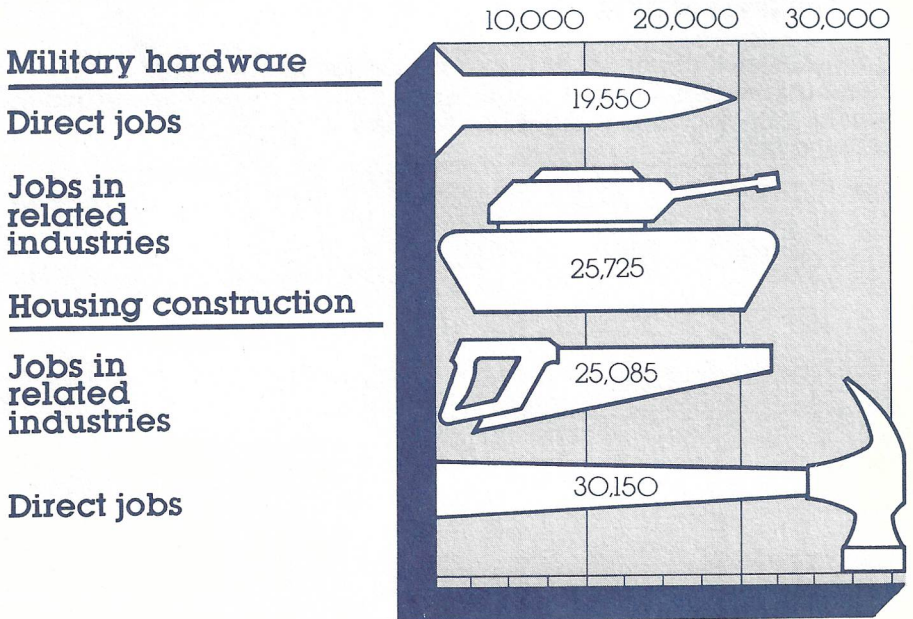 10,000 20,000 30,000
Military hardware
Direct jobs
19,550
Jobs in
related
industries
25,725
Housing construction
Jobs in
related
industries
25,085
Direct jobs
30,150